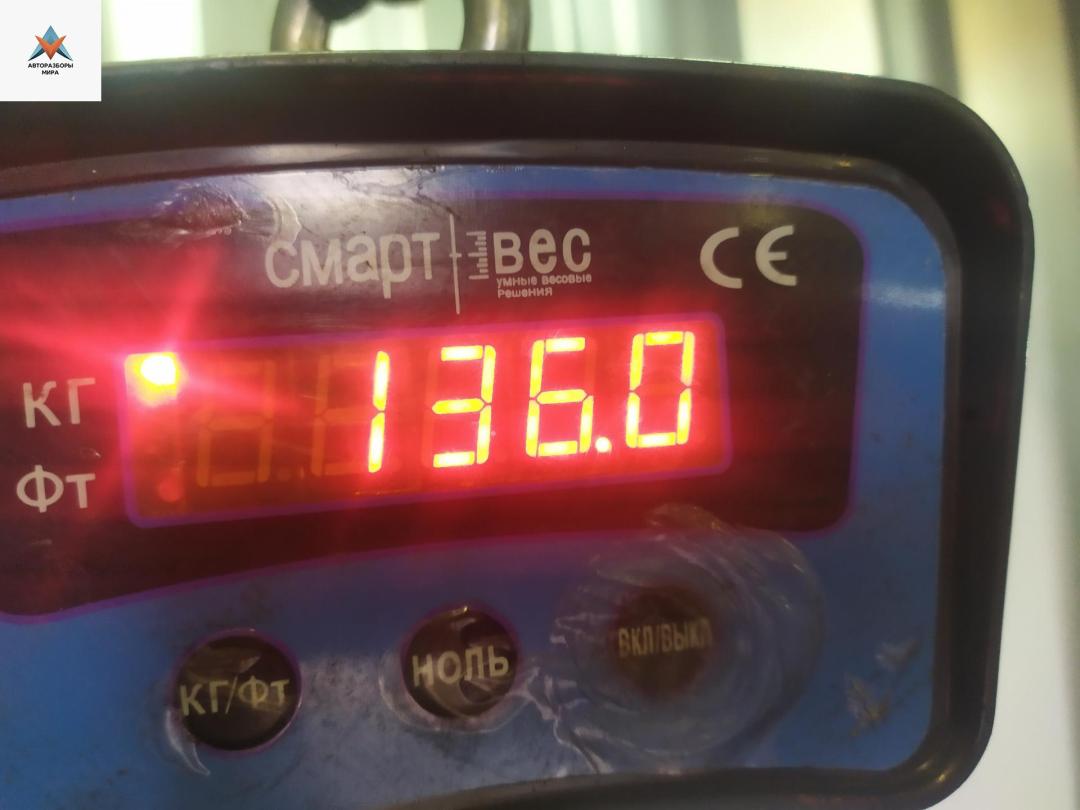 АВТОРАЗБОРЫ
МИРА
смарт вес
умные весовые
Решения
CE
КГ
136.0
ФТ
КГ/ФТ
НОЛЬ
ВКЛ/ВЫКЛ